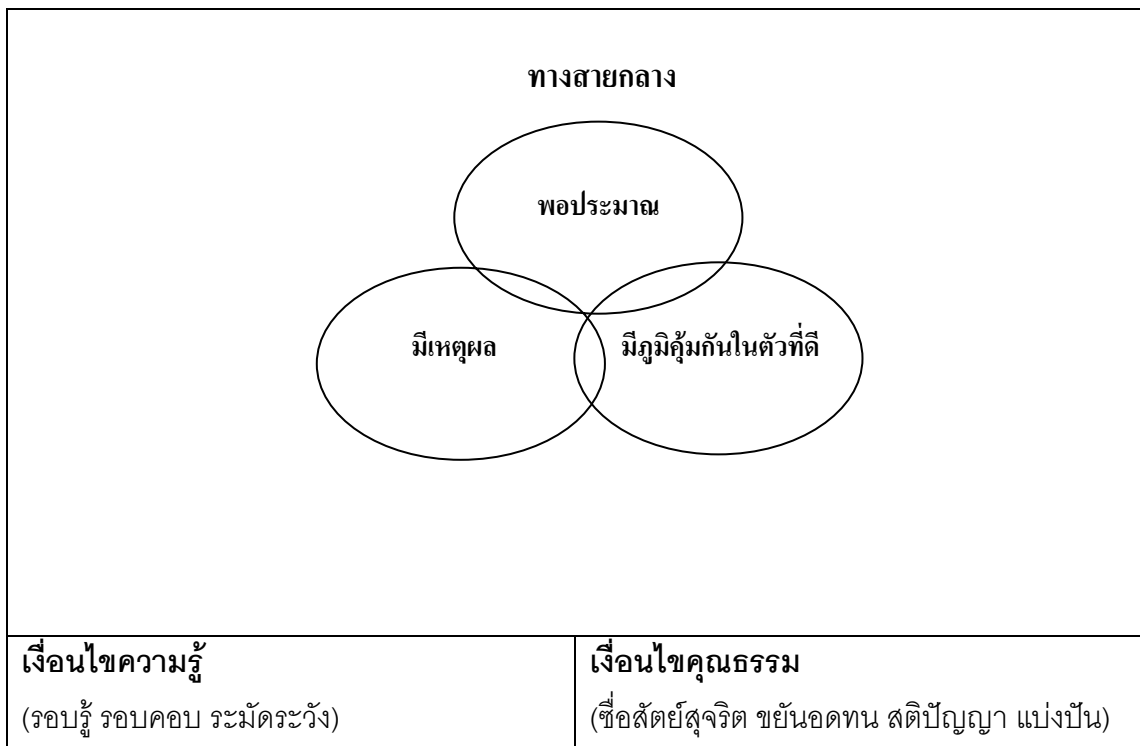 ทางสายกลาง
พอประมาณ
มีเหตุผล
มีภูมิคุ้มกันในตัวที่ดี
เงื่อนไขความรู้
(รอบรู้ รอบคอบ ระมัดระวัง)
เงื่อนไขคุณธรรม
(ซื่อสัตย์สุจริต ขยันอดทน สติปัญญา แบ่งปัน)